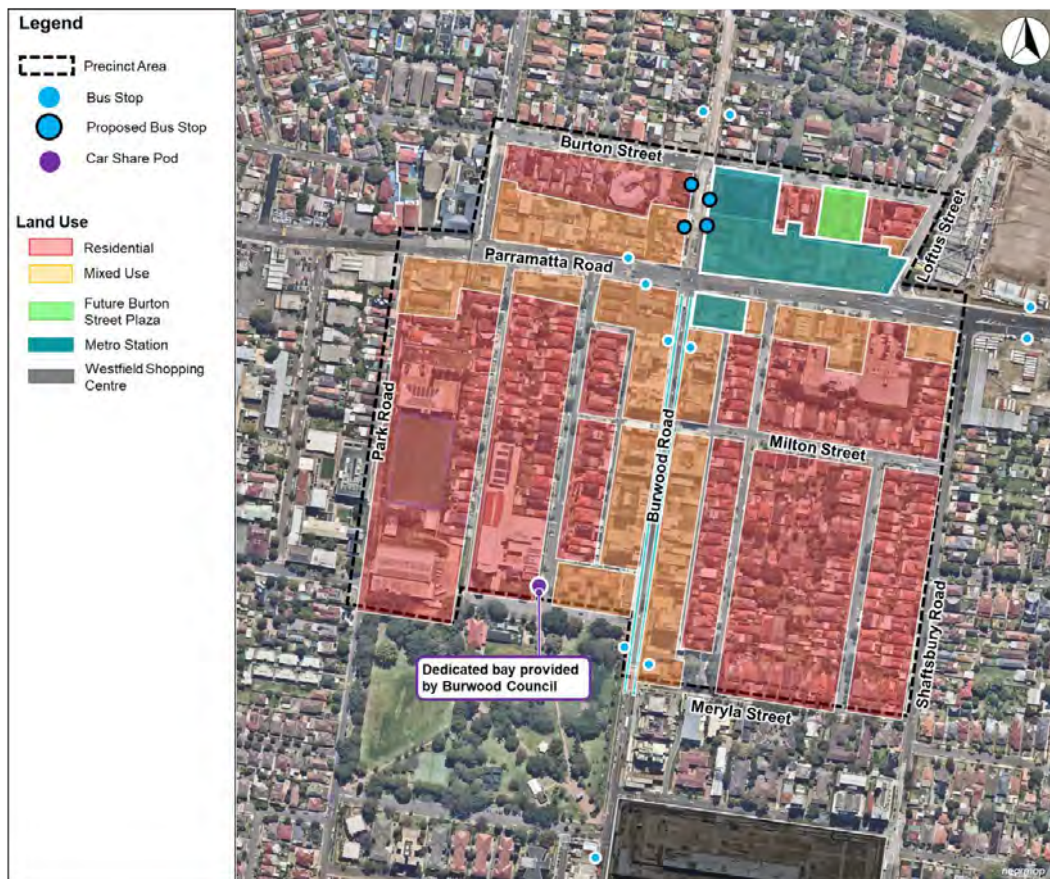 Legend
Precinct Area
Bus Stop
Proposed Bus Stop
Car Share Pod
Land Use
Residential
Mixed Use
Future Burton
Street Plaza
Metro Station
Westfield Shopping
Centre
Burton Street
Loftus Street
Parramatta Road
Park Road
Burwood Road
Milton Street
Shaftsbury Road
Dedicated bay provided
by Burwood Council
Meryla Street
nearmap